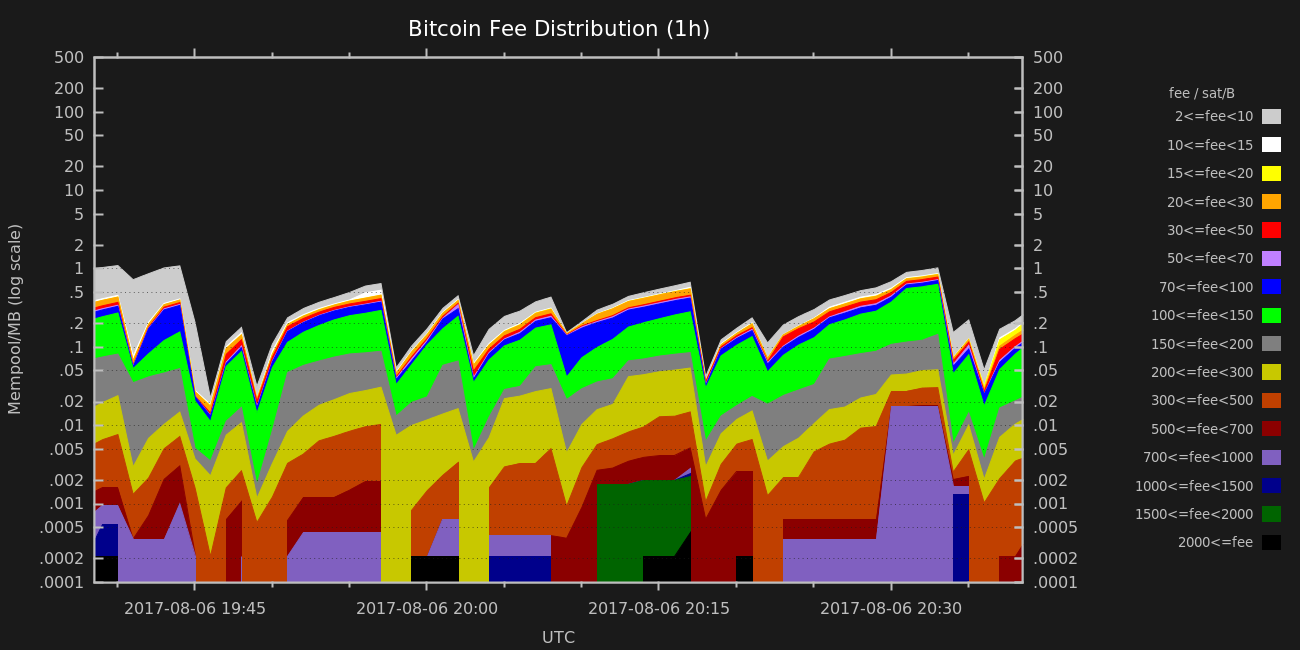 Bitcoin Fee Distribution (1h)
Mempool/MB (log scale)
500
200
100
50
20
10
5
2
1
.5
.2
.1
.05
.02
.01
.005
.002
.001
.0005
.0002
.0001
500
200
100
50
20
10
5
2
1
.5
.2
.1
.05
.02
.01
.005
.002
.001
.0005
.0002
.0001
2017-08-06 19:45
2017-08-06 20:00
2017-08-06 20:15
2017-08-06 20:30
UTC
fee / sat/B
2<=fee<10
10<=fee<15
15<=fee<20
20<=fee<30
30<=fee<50
50<=fee<70
70<=fee<100
100<=fee<150
150<=fee<200
200<=fee<300
300<=fee<500
500<=fee<700
700<=fee<1000
1000<=fee<1500
1500<=fee<2000
2000<=fee